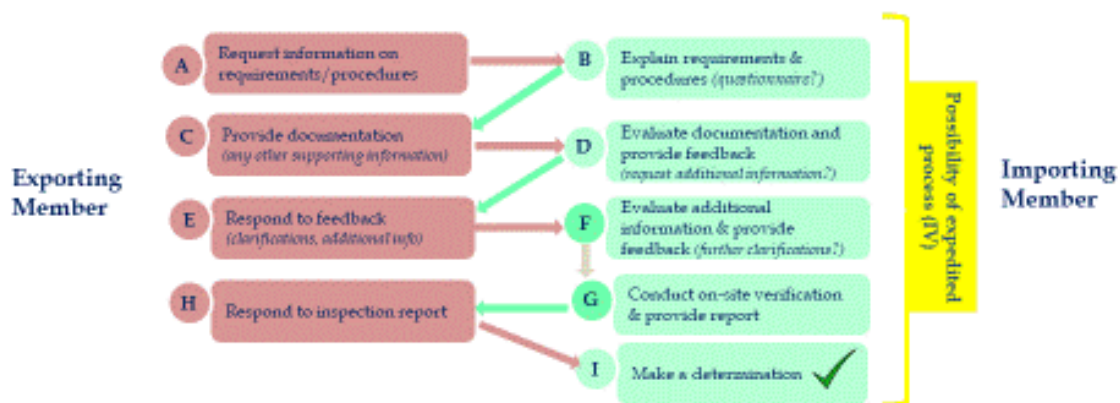 A
Request information on
requirements/procedures
B
Explain requirements &
procedures (questionnaire?)
C
Provide documentation
(any other supporting information)
D
Evaluate documentation and
provide feedback
(request additional information?)
Exporting
Member
E
Respond to feedback
(clarifications, additional info)
F
Evaluate additional
information & provide
feedback (further clarifications?)
H
Respond to inspection report
G
Conduct on-site verification
& provide report
I
Make a determination
Possibility of expedited
process (IV)
Importing
Member